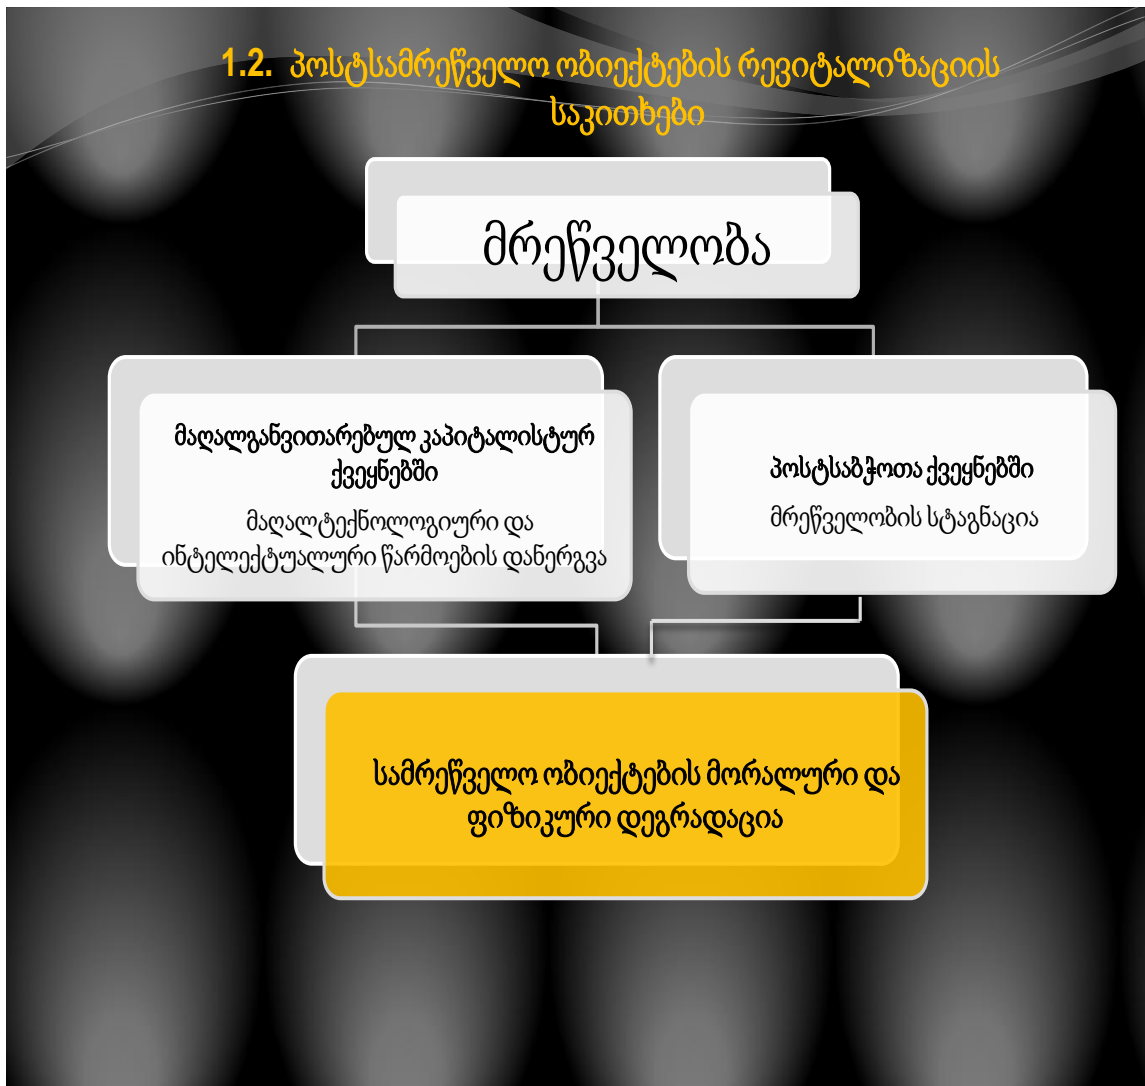 1.2. პოსტსამრეწველო ობიექტების რევიტალიზაციის
საკითხები
მრეწველობა
მაღალგანვითარებულ კაპიტალისტურ
ქვეყნებში
მაღალტექნოლოგიური და
ინტელექტუალური წარმოების დანერგვა
პოსტსაბჭოთა ქვეყნებში
მრეწველობის სტაგნაცია
სამრეწველო ობიექტების მორალური და
ფიზიკური დეგრადაცია